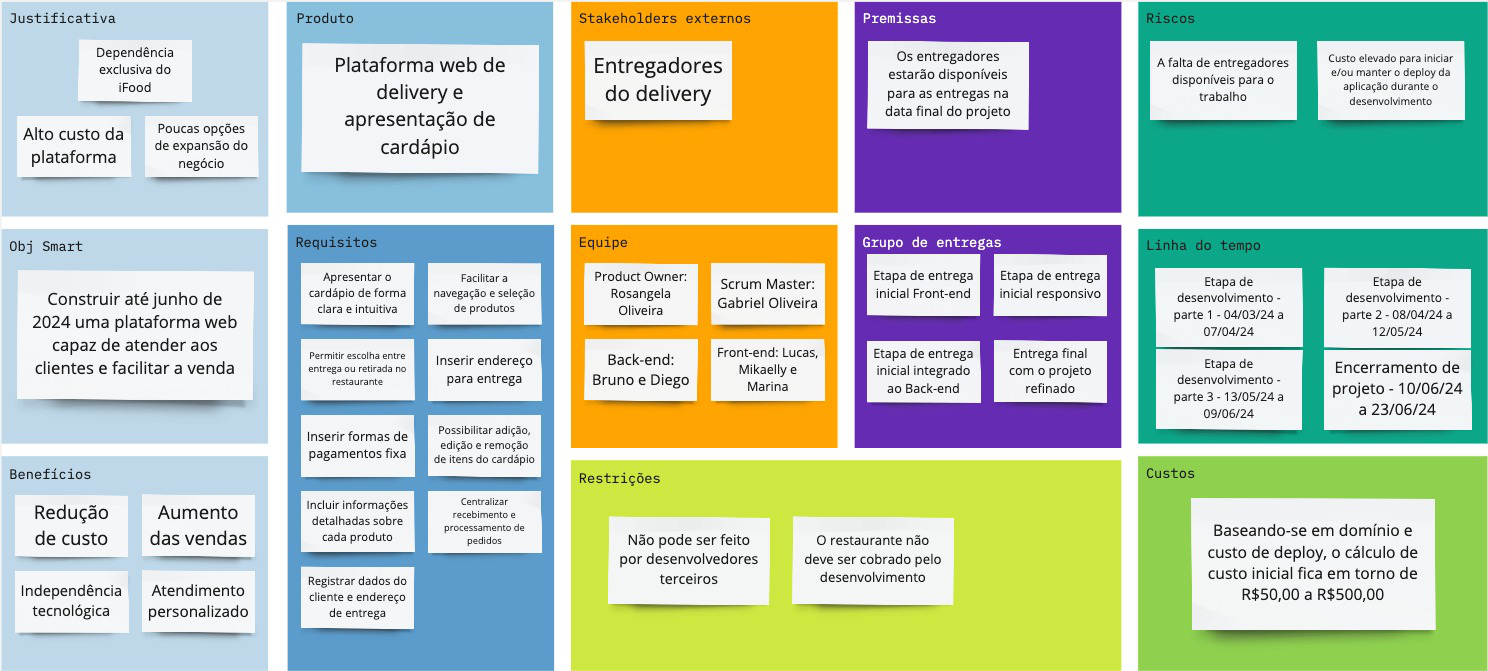 Justificativa
Dependência
exclusiva do
iFood
Alto custo da
plataforma
Poucas opções
de expansão do
negócio
Produto
Plataforma web de
delivery e
apresentação de
cardápio
Stakeholders externos
Entregadores
do delivery
Premissas
Os entregadores
estarão disponíveis
para as entregas na
data final do projeto
Riscos
A falta de entregadores
disponíveis para o
trabalho
Custo elevado para iniciar
e/ou manter o deploy da
aplicação durante o
desenvolvimento
Obj Smart
Construir até junho de
2024 uma plataforma web
capaz de atender aos
clientes e facilitar a venda
Requisitos
Apresentar o
cardápio de forma
clara e intuitiva
Facilitar a
navegação e seleção
de produtos
Permitir escolha entre
entrega ou retirada no
restaurante
Inserir endereço
para entrega
Inserir formas de
pagamentos fixa
Possibilitar adição,
edição e remoção
de itens do cardápio
Incluir informações
detalhadas sobre
cada produto
Centralizar
recebimento e
processamento de
pedidos
Registrar dados do
cliente e endereço
de entrega
Equipe
Product Owner:
Rosangela
Oliveira
Scrum Master:
Gabriel Oliveira
Back-end:
Bruno e Diego
Front-end: Lucas,
Mikaelly e
Marina
Grupo de entregas
Etapa de entrega
inicial Front-end
Etapa de entrega
inicial responsivo
Etapa de entrega
inicial integrado
ao Back-end
Entrega final
com o projeto
refinado
Linha do tempo
Etapa de
desenvolvimento -
parte 1 - 04/03/24 a
07/04/24
Etapa de
desenvolvimento -
parte 2 - 08/04/24 a
12/05/24
Etapa de
desenvolvimento -
parte 3 - 13/05/24 a
09/06/24
Encerramento de
projeto - 10/06/24
a 23/06/24
Benefícios
Redução
de custo
Aumento
das vendas
Independência
tecnológica
Atendimento
personalizado
Restrições
Não pode ser feito
por desenvolvedores
terceiros
O restaurante não
deve ser cobrado pelo
desenvolvimento
Custos
Baseando-se em domínio e
custo de deploy, o cálculo de
custo inicial fica em torno de
R$50,00 a R$500,00